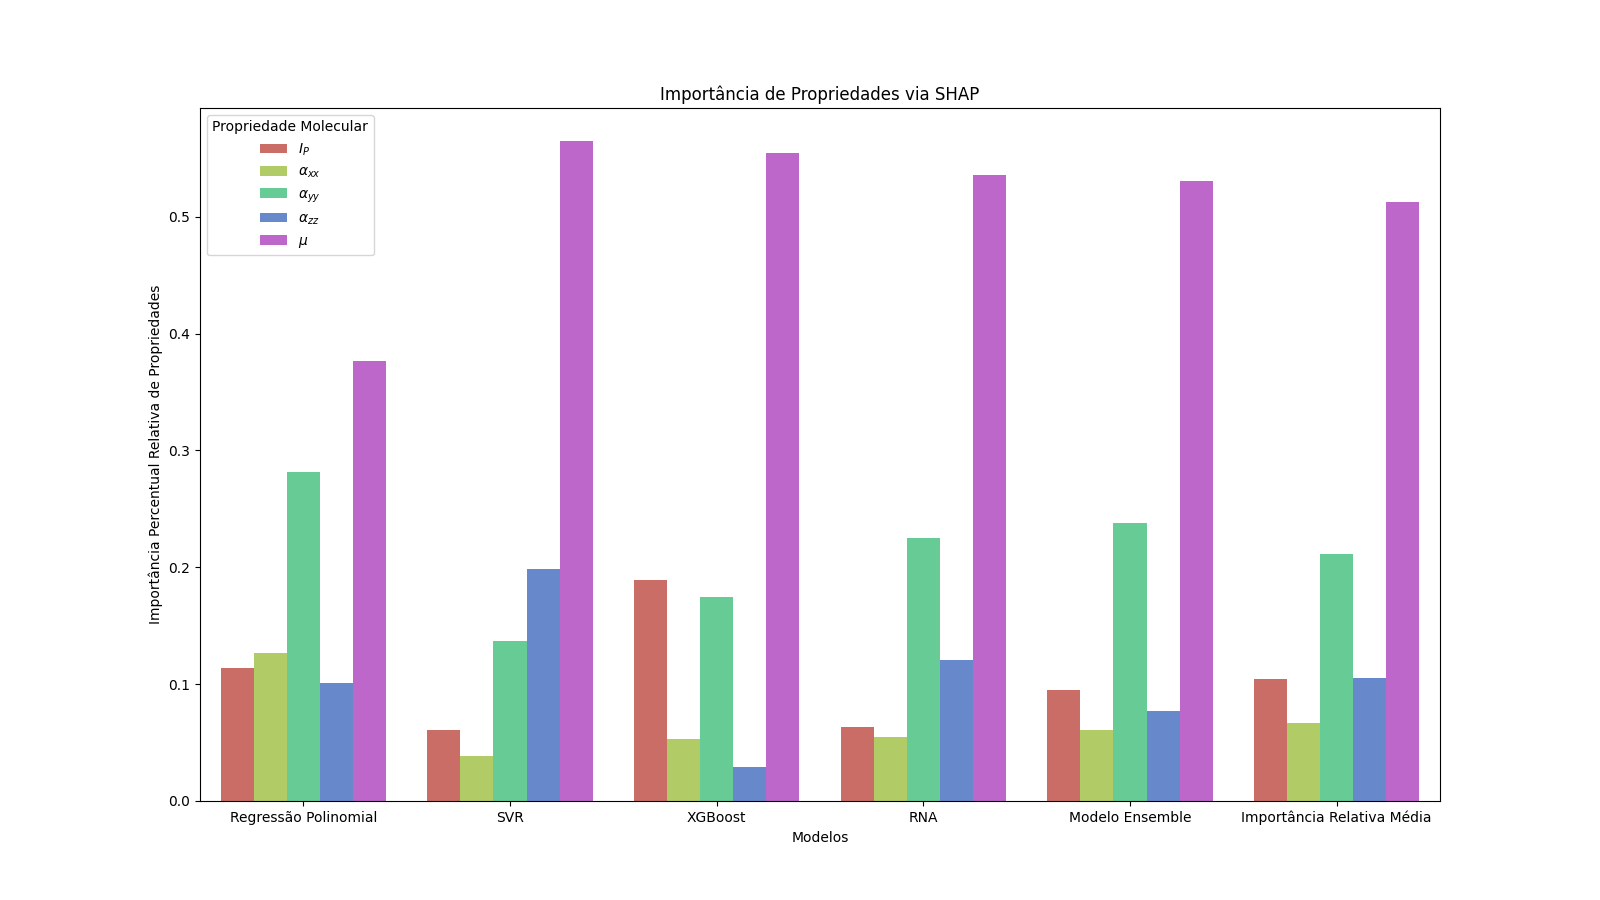 Importância de Propriedades via SHAP
Propriedade Molecular
I_P
α_xx
α_yy
α_zz
μ
Importância Percentual Relativa de Propriedades
0.5
0.4
0.3
0.2
0.1
0.0
Regressão Polinomial
SVR
XGBoost
RNA
Modelo Ensemble
Importância Relativa Média
Modelos